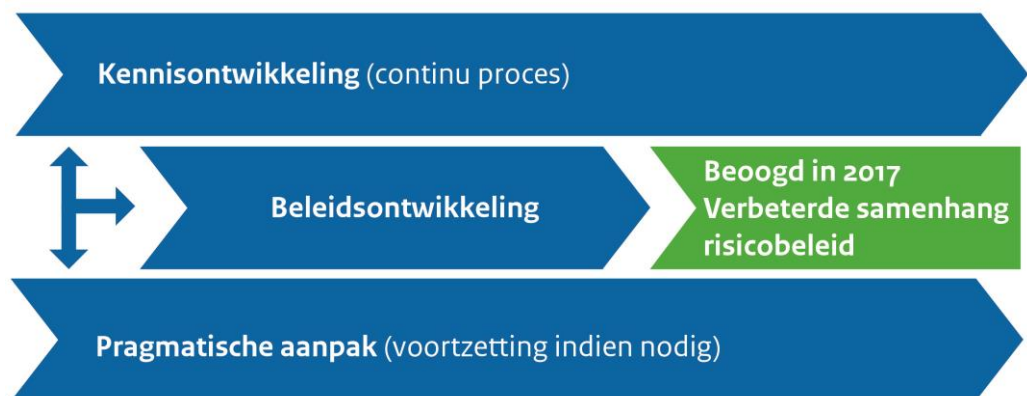 Kennisontwikkeling (continu proces)
Beleidsontwikkeling
Beoogd in 2017
Verbeterde samenhang
risicobeleid
Pragmatische aanpak (voortzetting indien nodig)